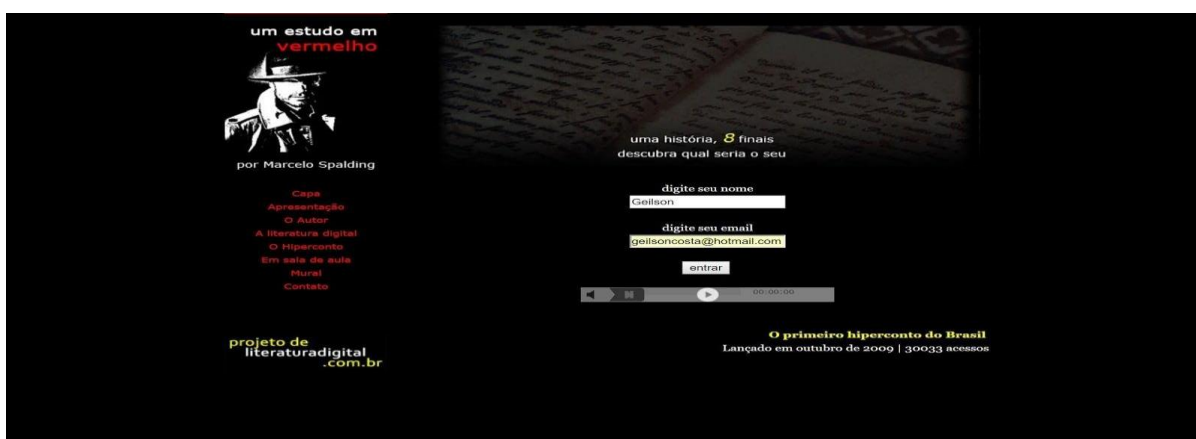 um estudo em
vermelho
por Marcelo Spalding
Capa
Apresentação
O Autor
A literatura digital
O Hiperconto
Em sala de aula
Mural
Contato
projeto de
literaturadigital
.com.br
uma história, 8 finais
descubra qual seria o seu
digite seu nome
Geilson
digite seu email
geilsoncosta@hotmail.com
entrar
00:00:00
O primeiro hiperconto do Brasil
Lançado em outubro de 2009 | 30033 acessos